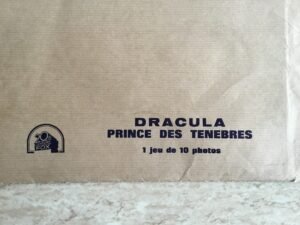 DRACULA
PRINCE DES TENEBRES
1 jeu de 10 photos